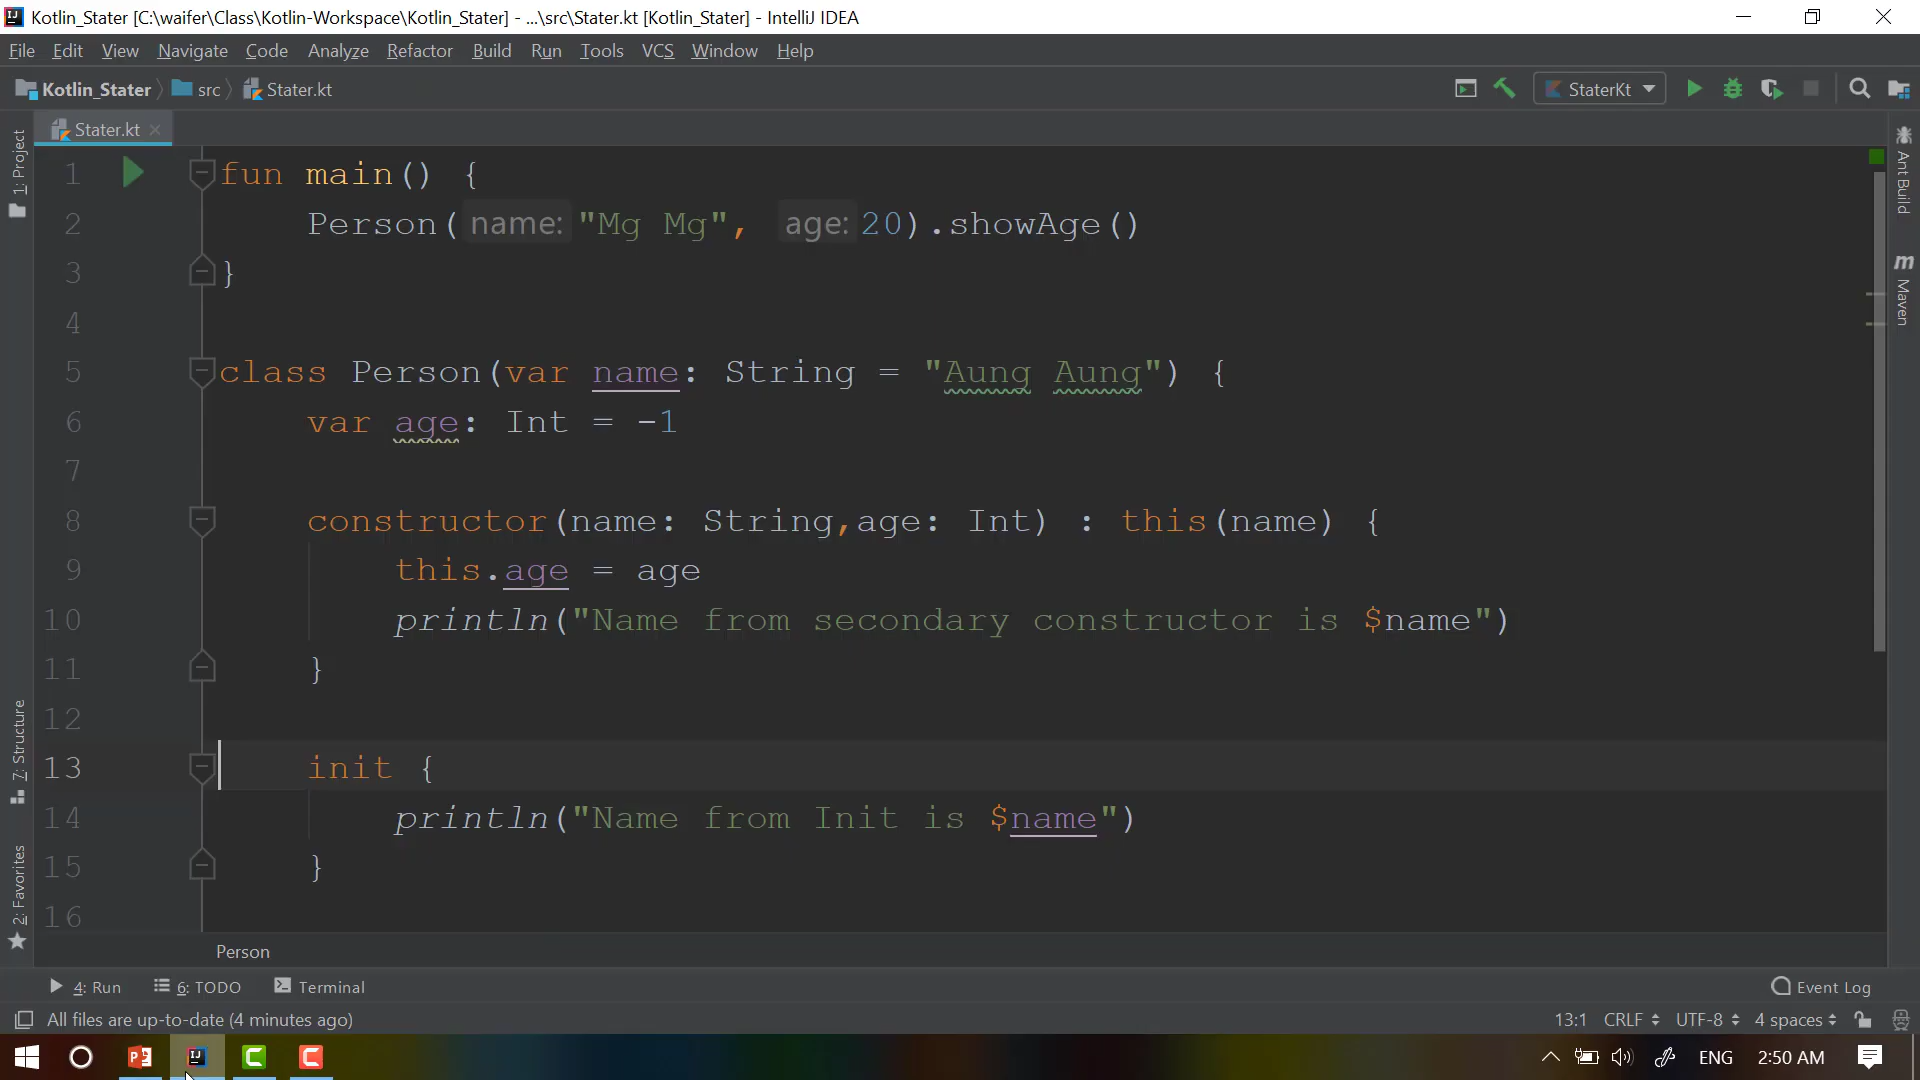 Kotlin_Stater [C:\waifer\Class\Kotlin-Workspace\Kotlin_Stater] - ...\src\Stater.kt [Kotlin_Stater] - IntelliJ IDEA
File Edit View Navigate Code Analyze Refactor Build Run Tools VCS Window Help
Kotlin_Stater src Stater.kt StaterKt
Stater.kt
1: Project
7: Structure
2: Favorites
Ant Build
m Maven
1 fun main() {
2 Person(name: "Mg Mg", age: 20).showAge()
3 }
4
5 class Person(var name: String = "Aung Aung") {
6 var age: Int = -1
7
8 constructor(name: String,age: Int) : this(name) {
9 this.age = age
10 println("Name from secondary constructor is $name")
11 }
12
13 init {
14 println("Name from Init is $name")
15 }
16
Person
4: Run 6: TODO Terminal Event Log
All files are up-to-date (4 minutes ago) 13:1 CRLF UTF-8 4 spaces
ENG 2:50 AM